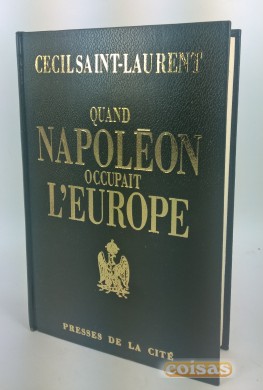 CECIL SAINT-LAURENT
QUAND
NAPOLÉON
OCCUPAIT
L'EUROPE
PRESSES DE LA CITÉ
coisas